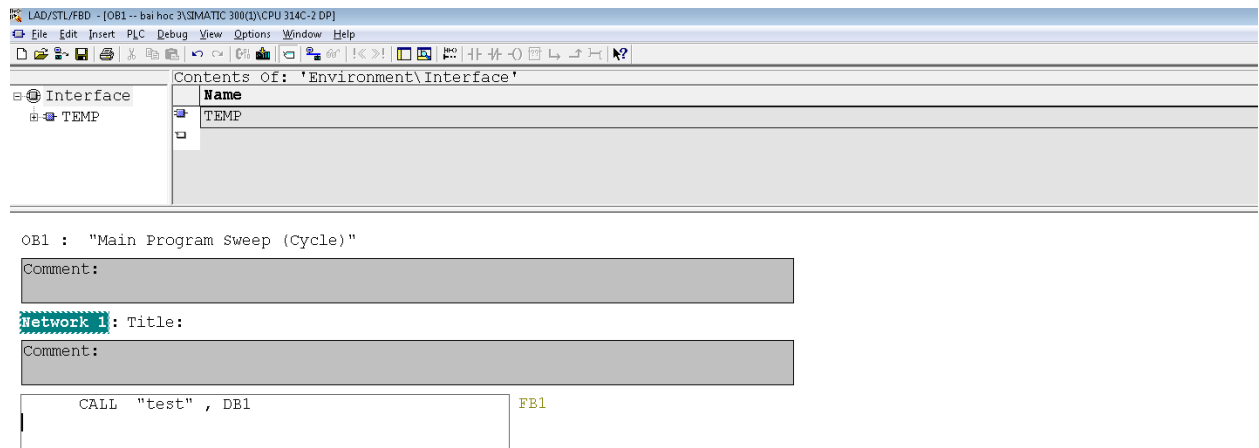 LAD/STL/FBD - [OB1 -- bai hoc 3\SIMATIC 300(1)\CPU 314C-2 DP]
File Edit Insert PLC Debug View Options Window Help
Contents Of: 'Environment\Interface'
Interface
Name
TEMP
TEMP
OB1 : "Main Program Sweep (Cycle)"
Comment:
Network 1: Title:
Comment:
CALL "test" , DB1 FB1